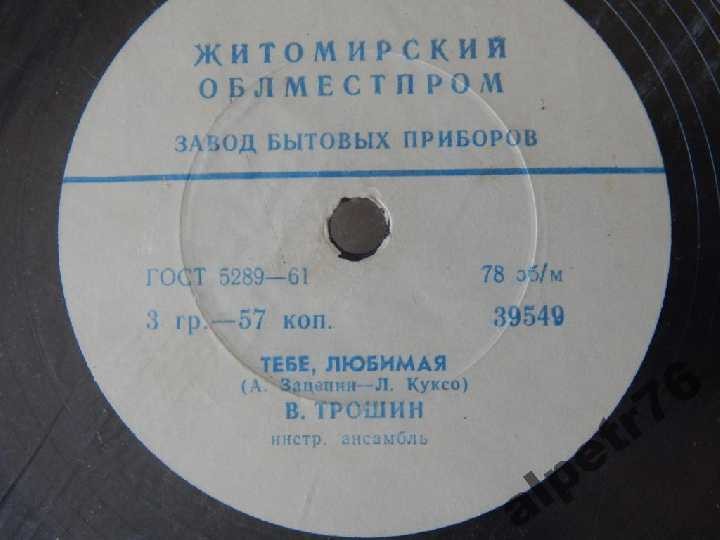 ЖИТОМИРСКИЙ
ОБЛМЕСТПРОМ
ЗАВОД БЫТОВЫХ ПРИБОРОВ
ГОСТ 5289—61 78 об/м
3 гр.—57 коп. 39549
ТЕБЕ, ЛЮБИМАЯ
(А. Зацепин—Л. Куксо)
В. ТРОШИН
инстр. ансамбль
alpetr76